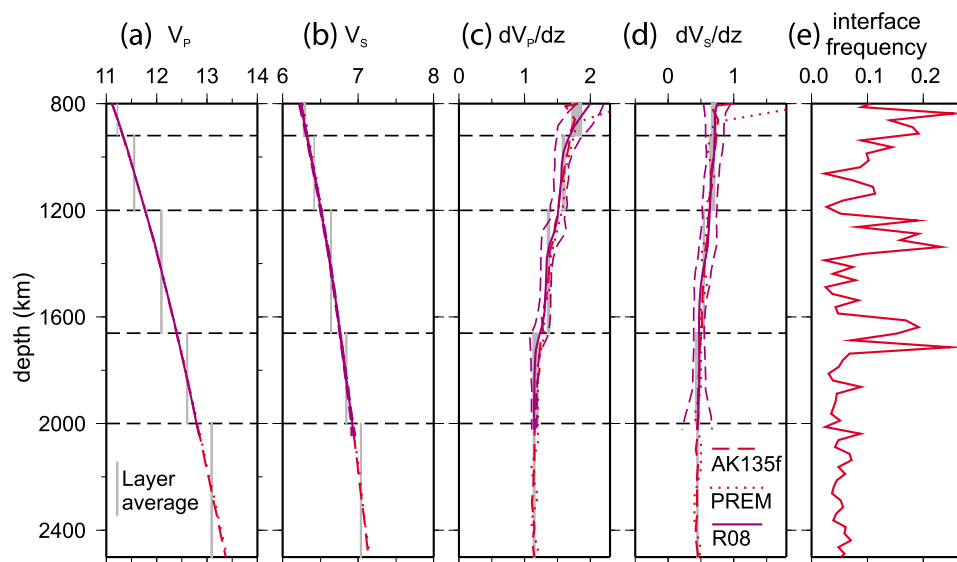 (a) VP (b) VS (c) dVP/dz (d) dVS/dz (e) interface frequency
11 12 13 14 6 7 8 0 1 2 0 1 0.0 0.1 0.2
800
1200
1600
2000
2400
depth (km)
Layer average
AK135f
PREM
R08